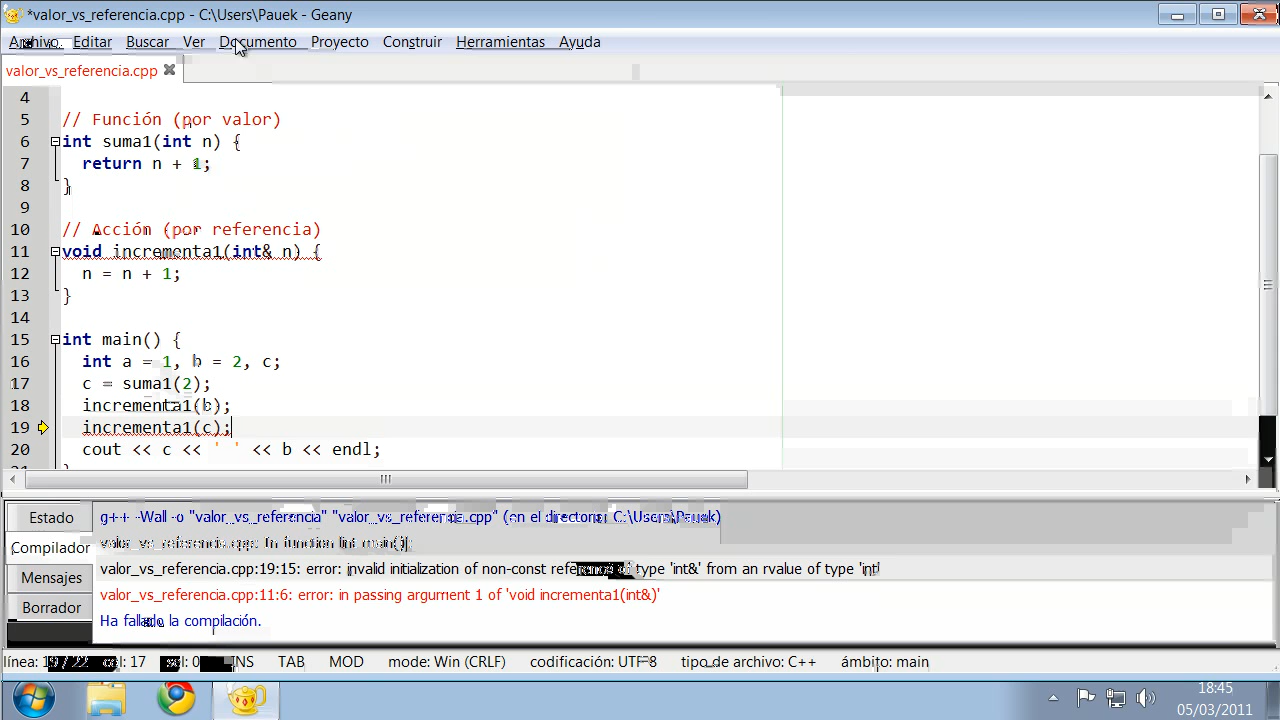 *valor_vs_referencia.cpp - C:\Users\Pauek - Geany
Archivo Editar Buscar Ver Documento Proyecto Construir Herramientas Ayuda
valor_vs_referencia.cpp
4
5 // Función (por valor)
6 int suma1(int n) {
7 return n + 1;
8 }
9
10 // Acción (por referencia)
11 void incrementa1(int& n) {
12 n = n + 1;
13 }
14
15 int main() {
16 int a = 1, b = 2, c;
17 c = suma1(2);
18 incrementa1(b);
19 incrementa1(c);
20 cout << c << ' ' << b << endl;
21 }
Estado
Compilador
Mensajes
Borrador
g++ -Wall -o "valor_vs_referencia" "valor_vs_referencia.cpp" (en el directorio: C:\Users\Pauek)
valor_vs_referencia.cpp: In function 'int main()':
valor_vs_referencia.cpp:19:15: error: invalid initialization of non-const reference of type 'int&' from an rvalue of type 'int'
valor_vs_referencia.cpp:11:6: error: in passing argument 1 of 'void incrementa1(int&)'
Ha fallado la compilación.
línea: 19 / 22 col: 17 sel: 0 INS TAB MOD mode: Win (CRLF) codificación: UTF-8 tipo de archivo: C++ ámbito: main
18:45
05/03/2011